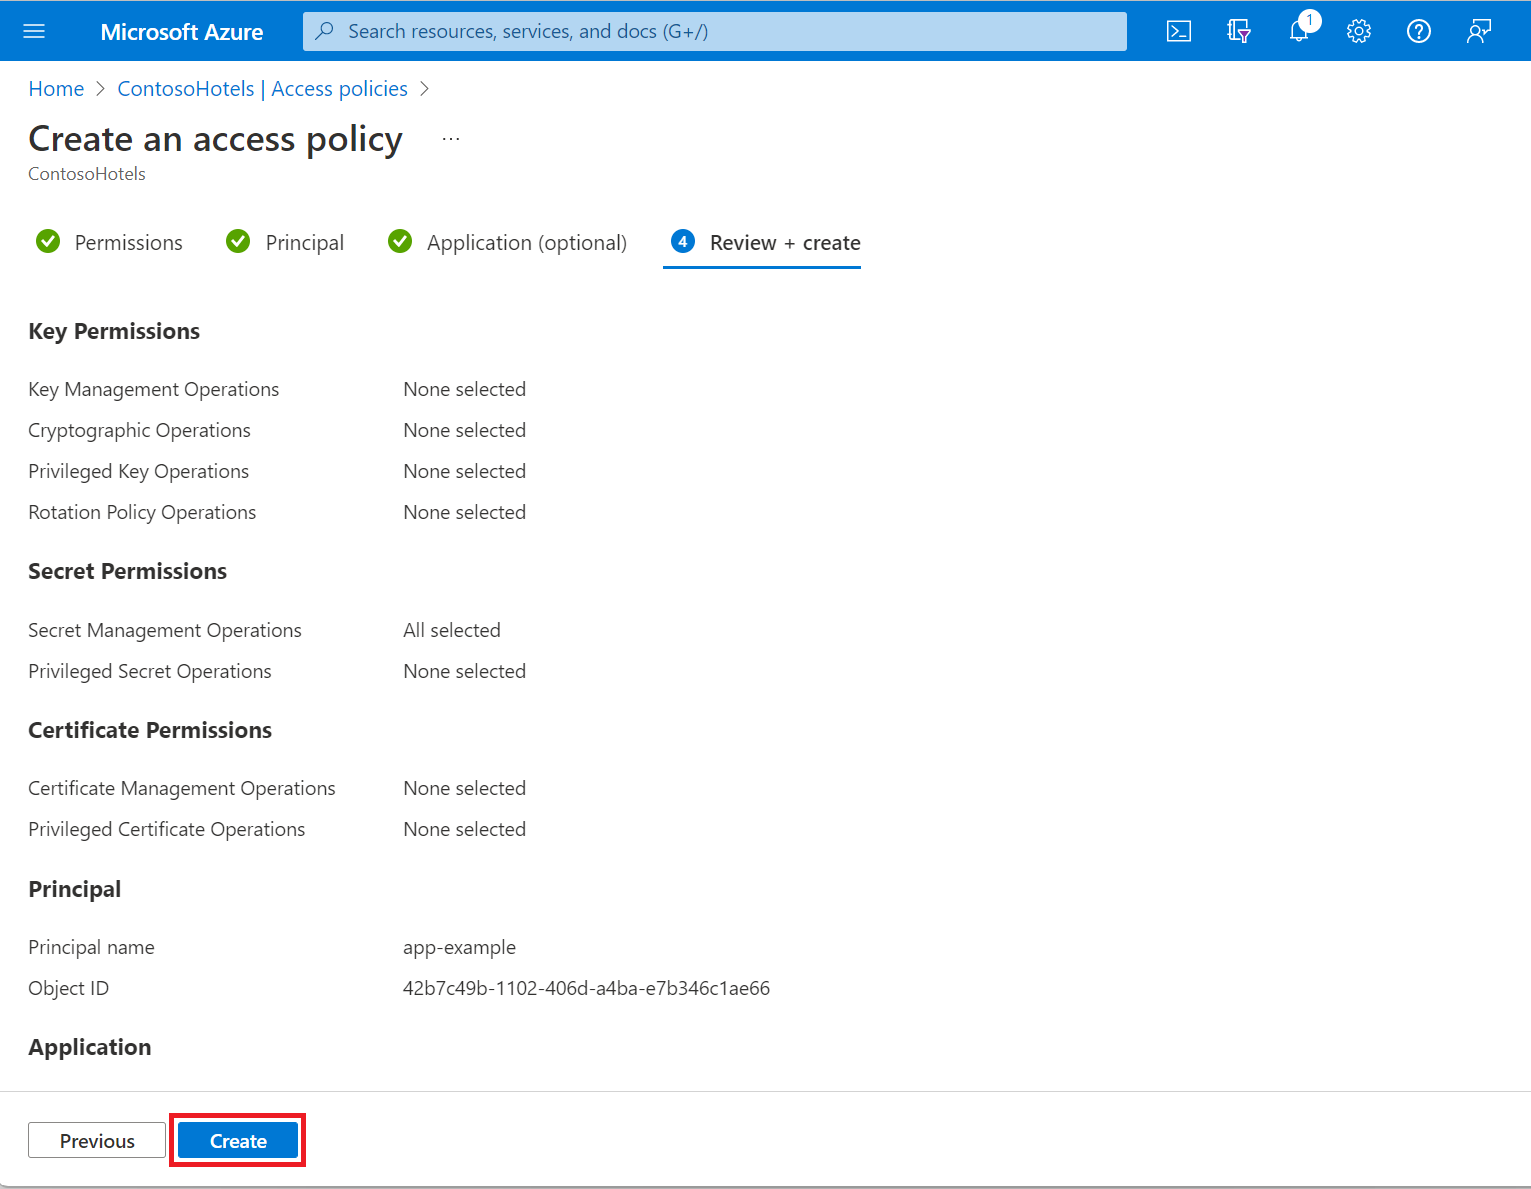 Microsoft Azure
Search resources, services, and docs (G+/)
1
Home > ContosoHotels | Access policies >
Create an access policy ...
ContosoHotels
Permissions
Principal
Application (optional)
4 Review + create
Key Permissions
Key Management Operations None selected
Cryptographic Operations None selected
Privileged Key Operations None selected
Rotation Policy Operations None selected
Secret Permissions
Secret Management Operations All selected
Privileged Secret Operations None selected
Certificate Permissions
Certificate Management Operations None selected
Privileged Certificate Operations None selected
Principal
Principal name app-example
Object ID 42b7c49b-1102-406d-a4ba-e7b346c1ae66
Application
Previous
Create